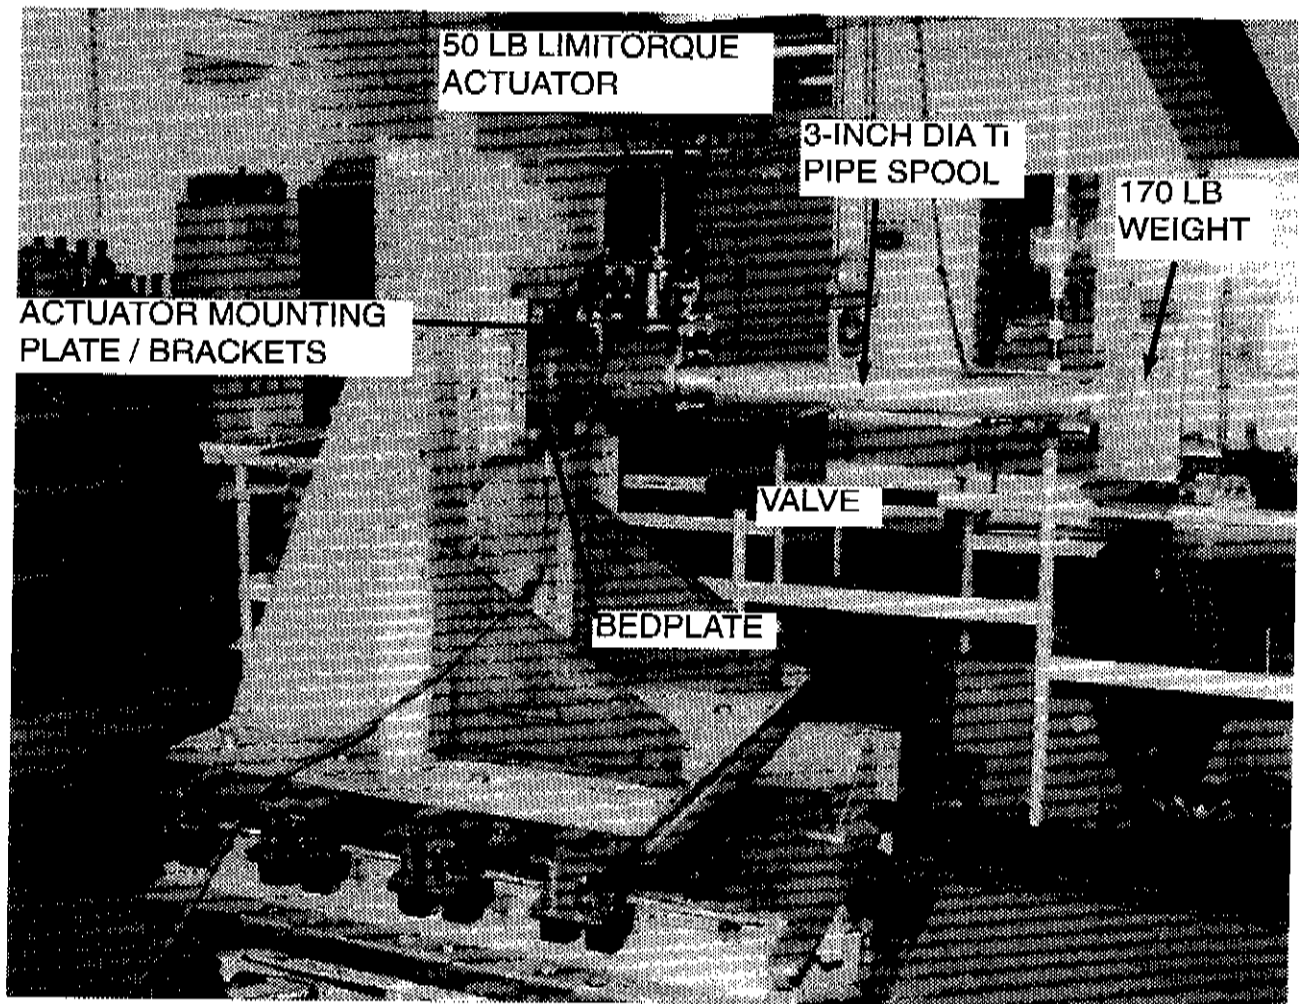 50 LB LIMITORQUE
ACTUATOR
3-INCH DIA Ti
PIPE SPOOL
170 LB
WEIGHT
ACTUATOR MOUNTING
PLATE / BRACKETS
VALVE
BEDPLATE